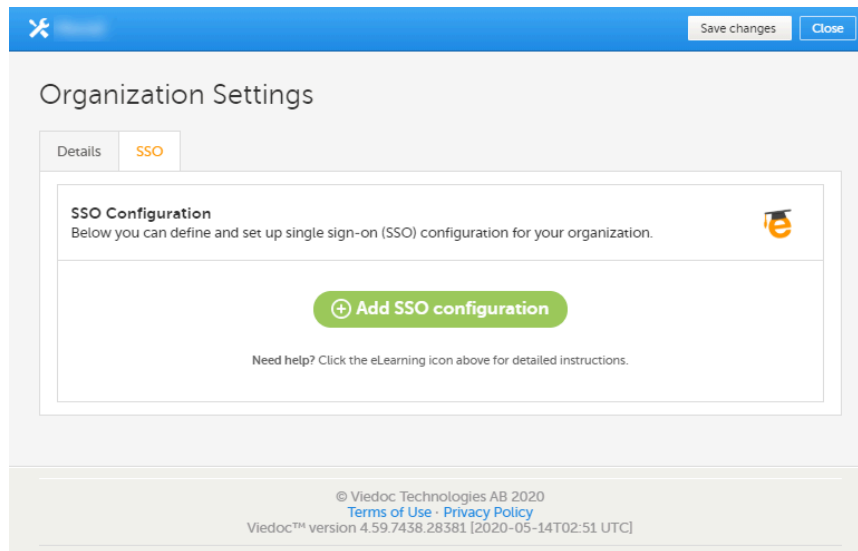 Save changes
Close
Organization Settings
Details
SSO
SSO Configuration
Below you can define and set up single sign-on (SSO) configuration for your organization.
Add SSO configuration
Need help? Click the eLearning icon above for detailed instructions.
© Viedoc Technologies AB 2020
Terms of Use · Privacy Policy
Viedoc™ version 4.59.7438.28381 [2020-05-14T02:51 UTC]